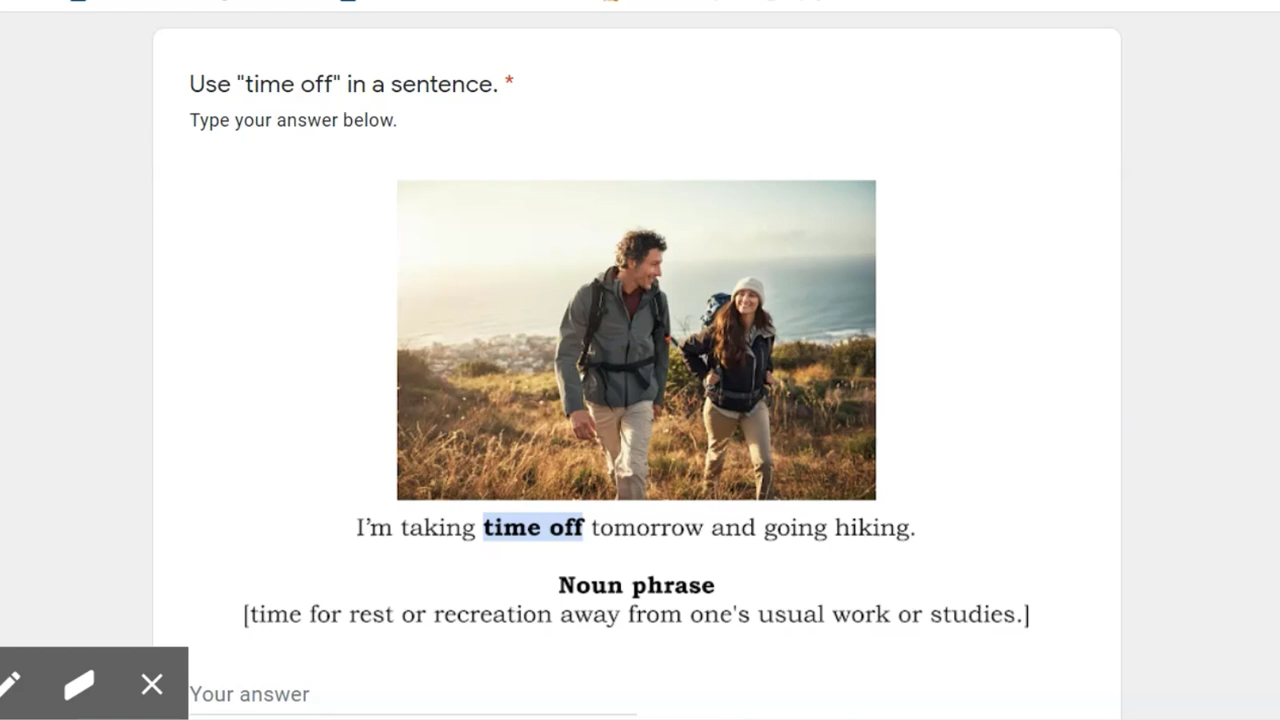 Use "time off" in a sentence. *
Type your answer below.
I'm taking time off tomorrow and going hiking.
Noun phrase
[time for rest or recreation away from one's usual work or studies.]
Your answer